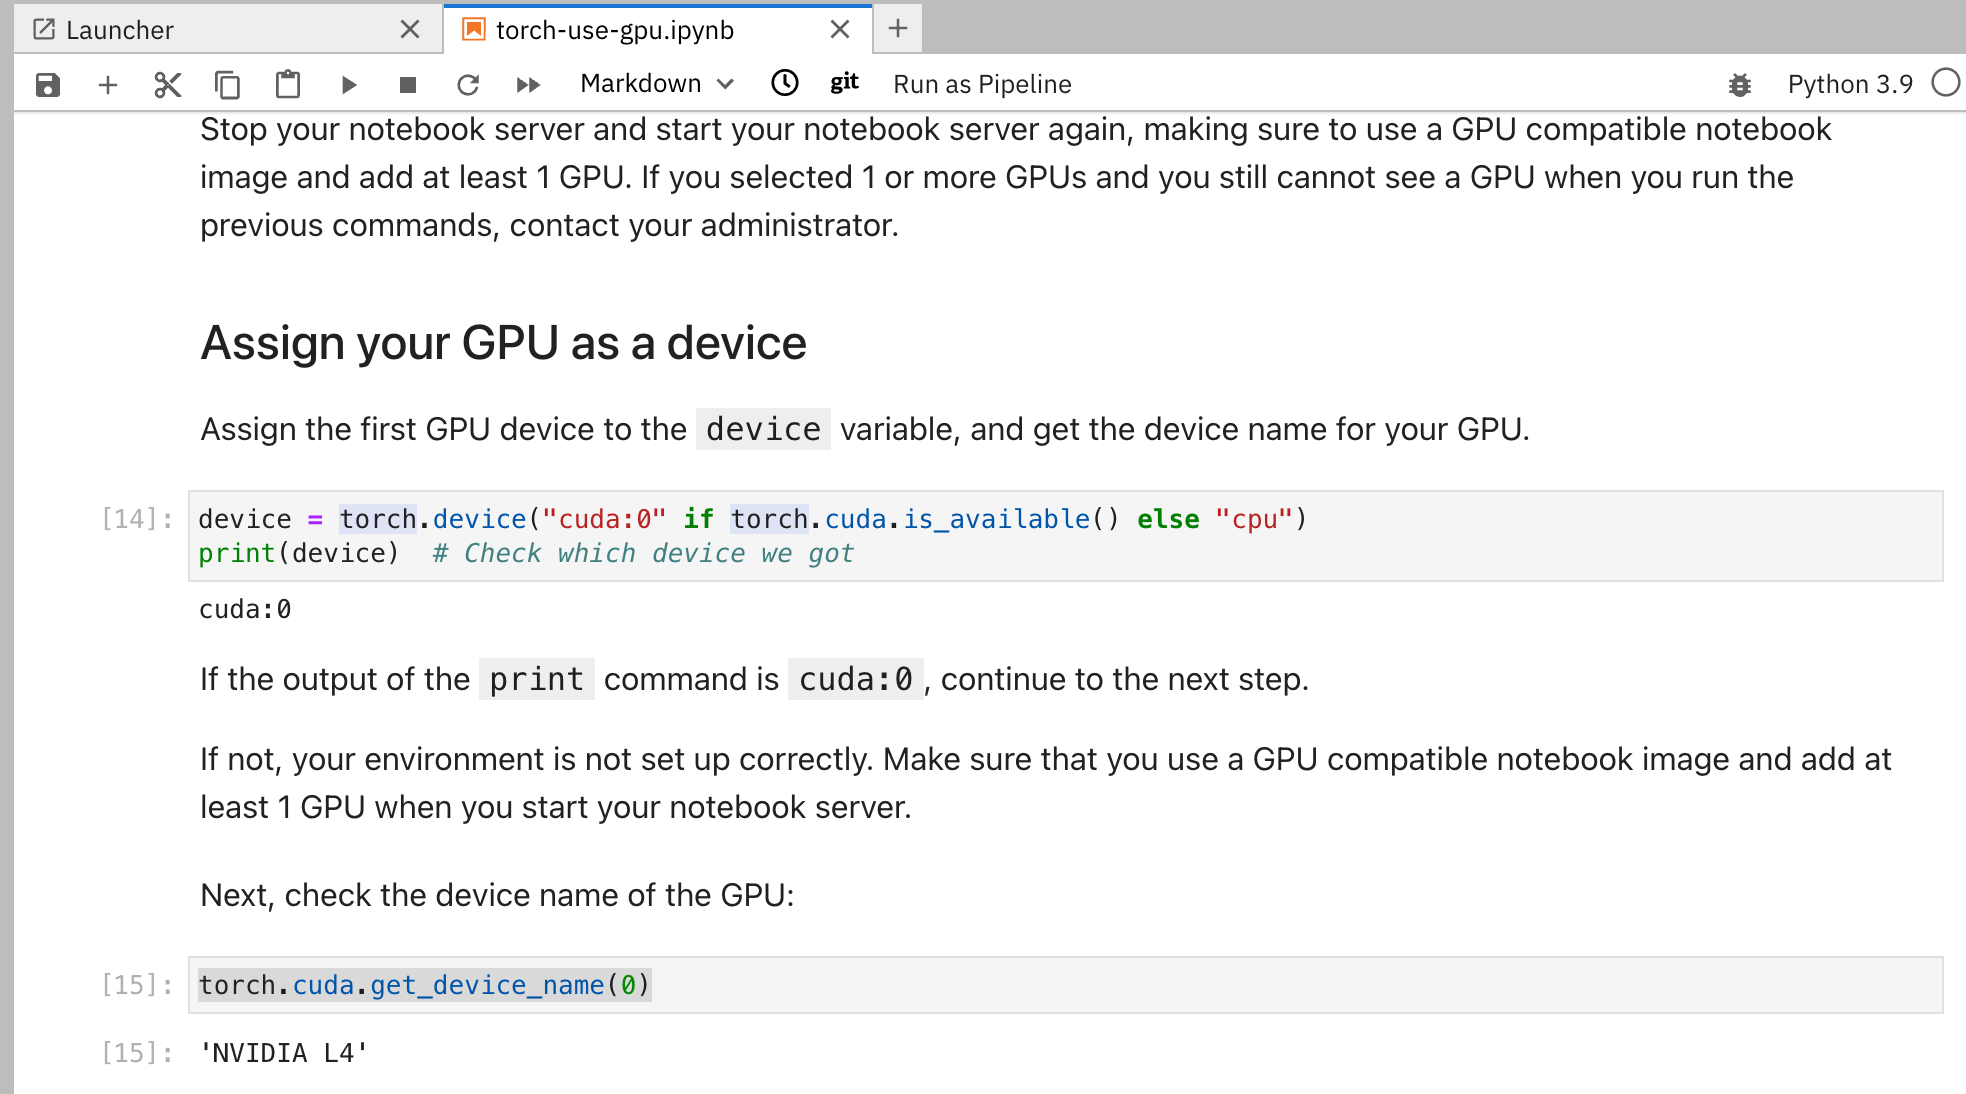 Launcher
torch-use-gpu.ipynb
Markdown
git
Run as Pipeline
Python 3.9
Stop your notebook server and start your notebook server again, making sure to use a GPU compatible notebook
image and add at least 1 GPU. If you selected 1 or more GPUs and you still cannot see a GPU when you run the
previous commands, contact your administrator.
Assign your GPU as a device
Assign the first GPU device to the device variable, and get the device name for your GPU.
[14]: device = torch.device("cuda:0" if torch.cuda.is_available() else "cpu")
print(device)  # Check which device we got
cuda:0
If the output of the print command is cuda:0, continue to the next step.
If not, your environment is not set up correctly. Make sure that you use a GPU compatible notebook image and add at
least 1 GPU when you start your notebook server.
Next, check the device name of the GPU:
[15]: torch.cuda.get_device_name(0)
[15]: 'NVIDIA L4'